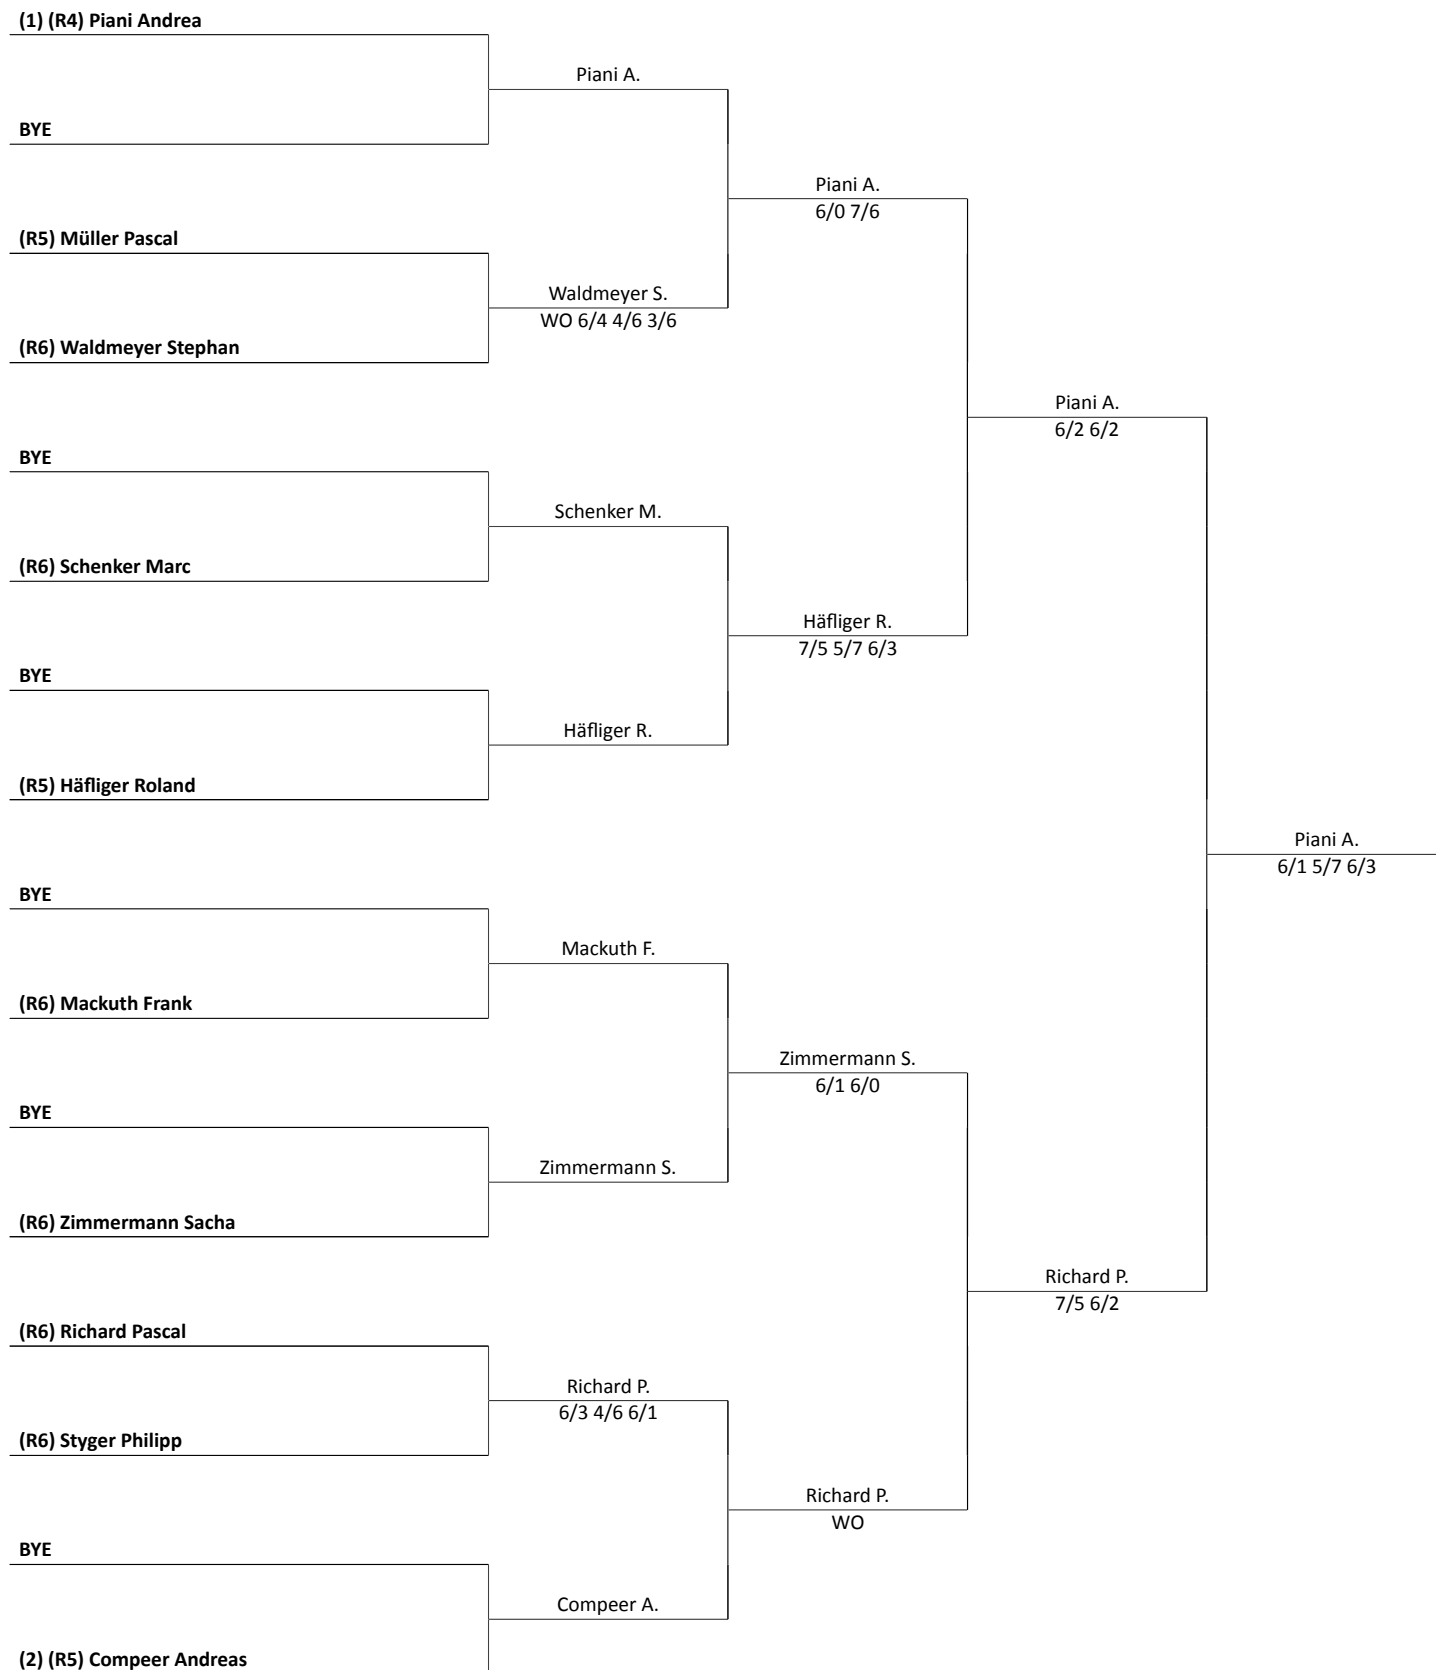 (1) (R4) Piani Andrea
Piani A.
BYE
Piani A.
6/0 7/6
(R5) Müller Pascal
Waldmeyer S.
WO 6/4 4/6 3/6
(R6) Waldmeyer Stephan
Piani A.
6/2 6/2
BYE
Schenker M.
(R6) Schenker Marc
Häfliger R.
7/5 5/7 6/3
BYE
Häfliger R.
(R5) Häfliger Roland
Piani A.
6/1 5/7 6/3
BYE
Mackuth F.
(R6) Mackuth Frank
Zimmermann S.
6/1 6/0
BYE
Zimmermann S.
(R6) Zimmermann Sacha
Richard P.
7/5 6/2
(R6) Richard Pascal
Richard P.
6/3 4/6 6/1
(R6) Styger Philipp
Richard P.
WO
BYE
Compeer A.
(2) (R5) Compeer Andreas